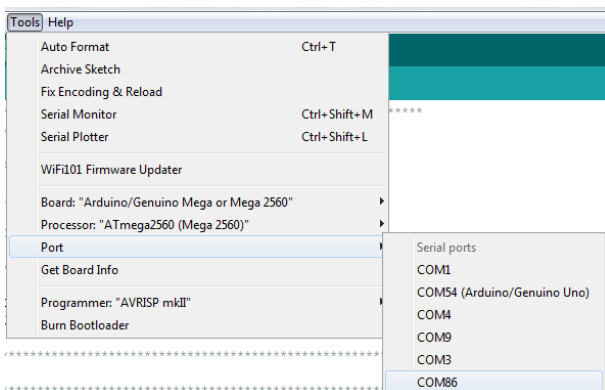 Tools Help
Auto Format Ctrl+T
Archive Sketch
Fix Encoding & Reload
Serial Monitor Ctrl+Shift+M
Serial Plotter Ctrl+Shift+L
WiFi101 Firmware Updater
Board: "Arduino/Genuino Mega or Mega 2560"
Processor: "ATmega2560 (Mega 2560)"
Port
Get Board Info
Programmer: "AVRISP mkII"
Burn Bootloader
Serial ports
COM1
COM54 (Arduino/Genuino Uno)
COM4
COM9
COM3
COM86